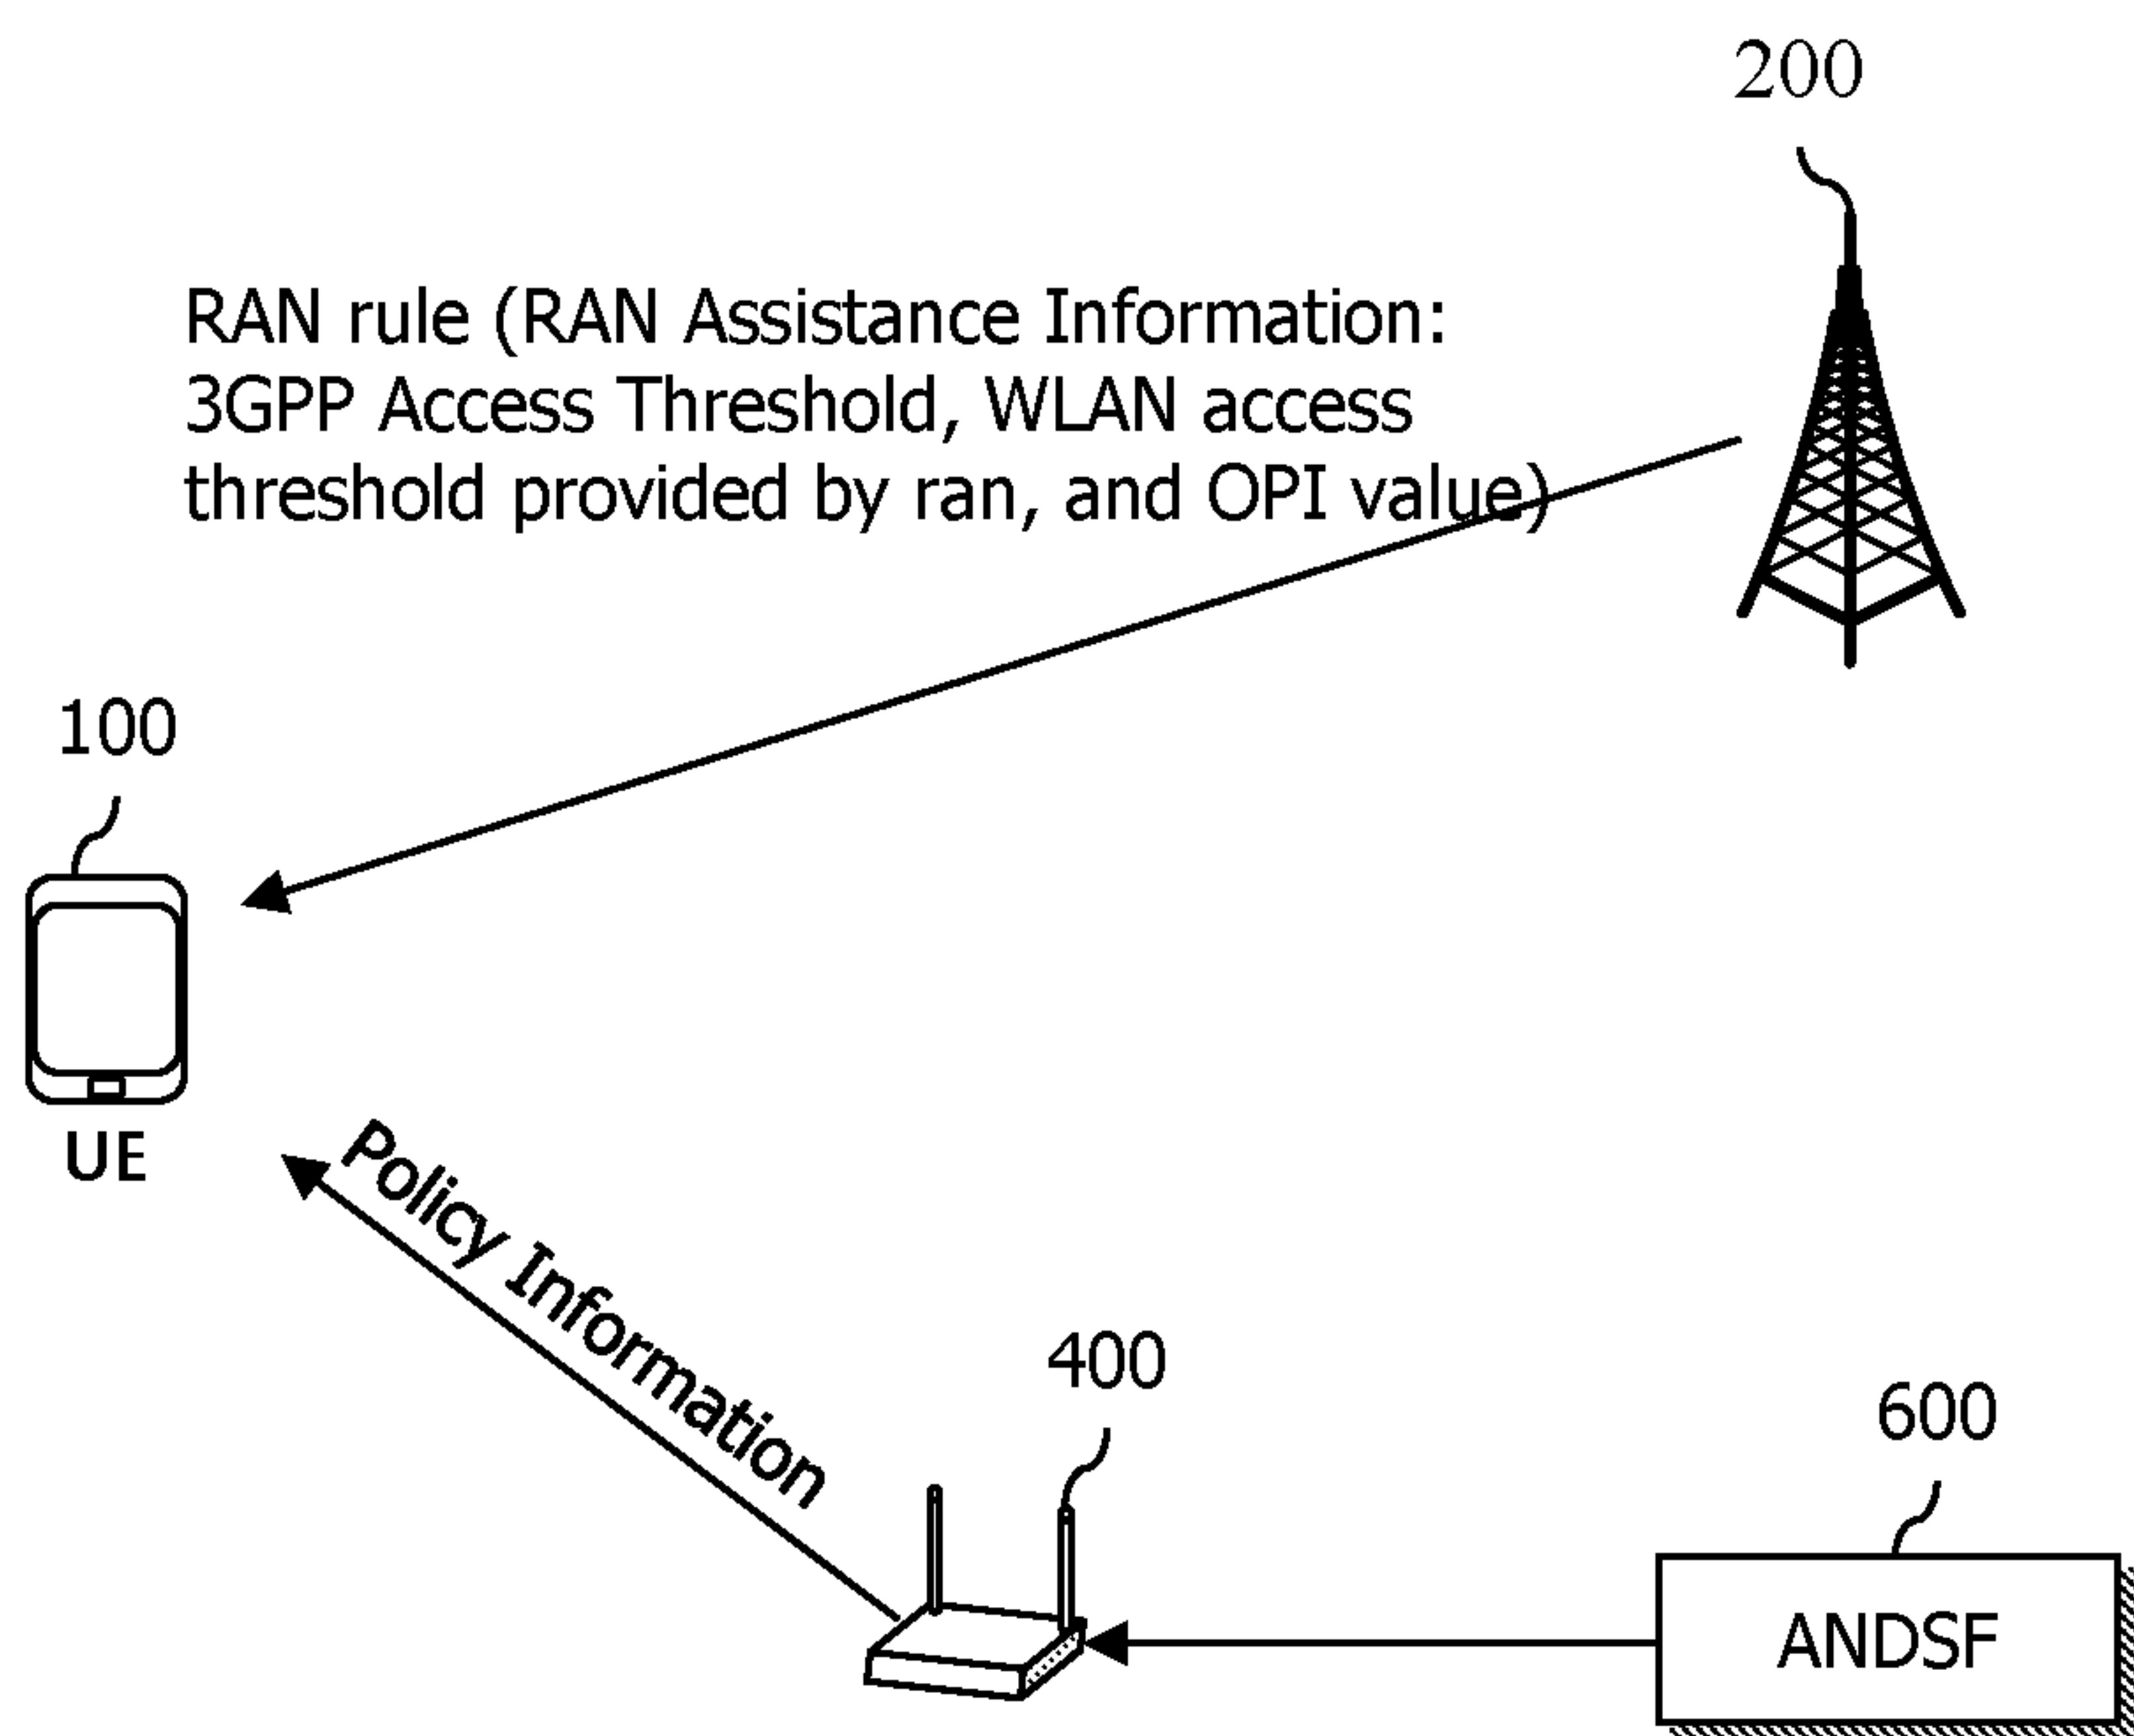 200
RAN rule (RAN Assistance Information:
3GPP Access Threshold, WLAN access
threshold provided by ran, and OPI value)
100
UE
Policy Information
400
600
ANDSF